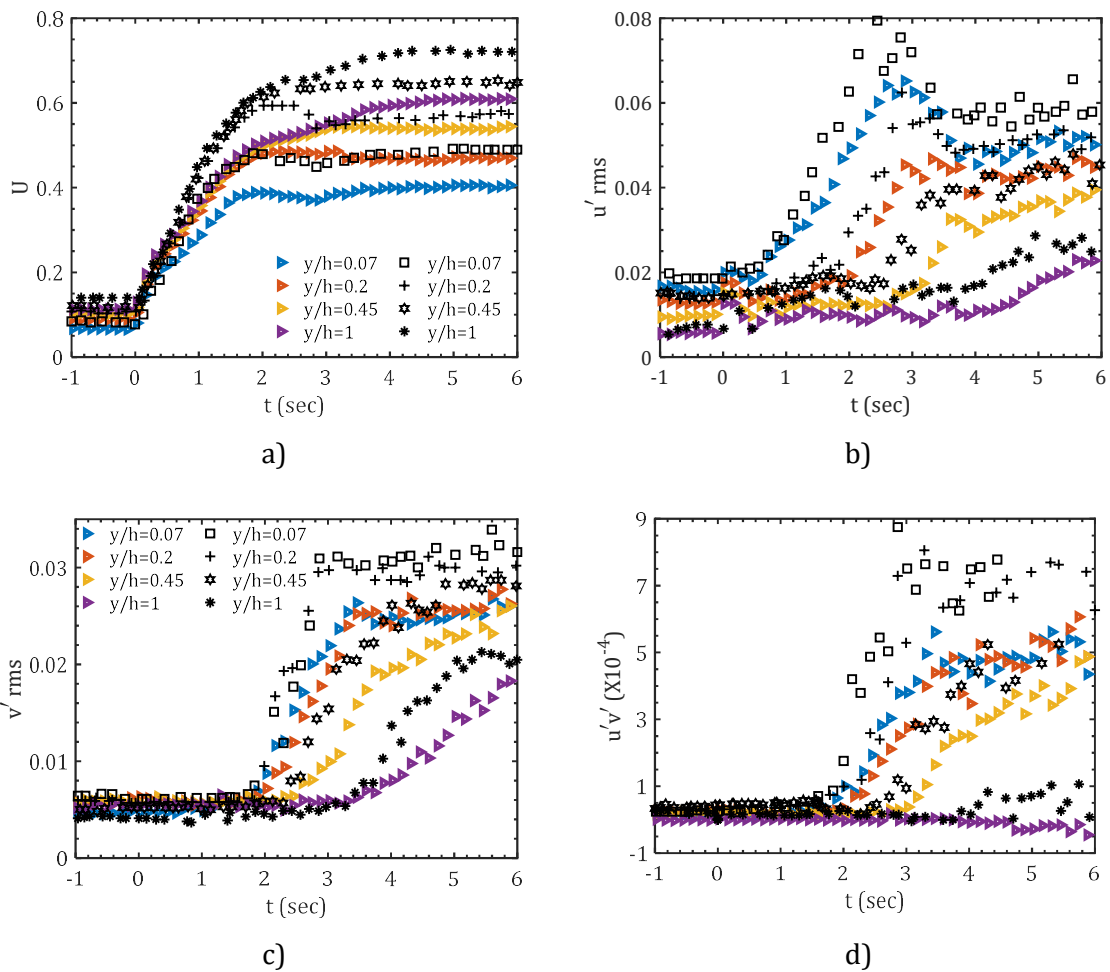 0.8
0.6
0.4
0.2
0
U
-1 0 1 2 3 4 5 6
t (sec)
y/h=0.07 y/h=0.07
y/h=0.2 y/h=0.2
y/h=0.45 y/h=0.45
y/h=1 y/h=1
a)
0.08
0.06
0.04
0.02
0
u′rms
-1 0 1 2 3 4 5 6
t (sec)
b)
0.03
0.02
0.01
0
v′rms
y/h=0.07 y/h=0.07
y/h=0.2 y/h=0.2
y/h=0.45 y/h=0.45
y/h=1 y/h=1
-1 0 1 2 3 4 5 6
t (sec)
c)
9
7
5
3
1
-1
u′v′ (X10⁻⁴)
-1 0 1 2 3 4 5 6
t (sec)
d)